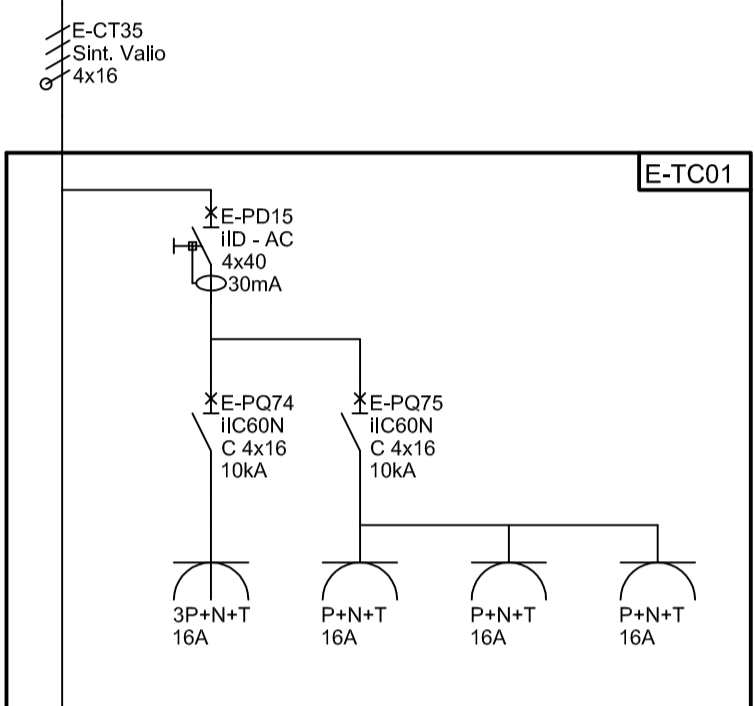 E-CT35
Sint. Valio
4x16
E-TC01
E-PD15
iID - AC
4x40
30mA
E-PQ74
iIC60N
C 4x16
10kA
E-PQ75
iIC60N
C 4x16
10kA
3P+N+T
16A
P+N+T
16A
P+N+T
16A
P+N+T
16A